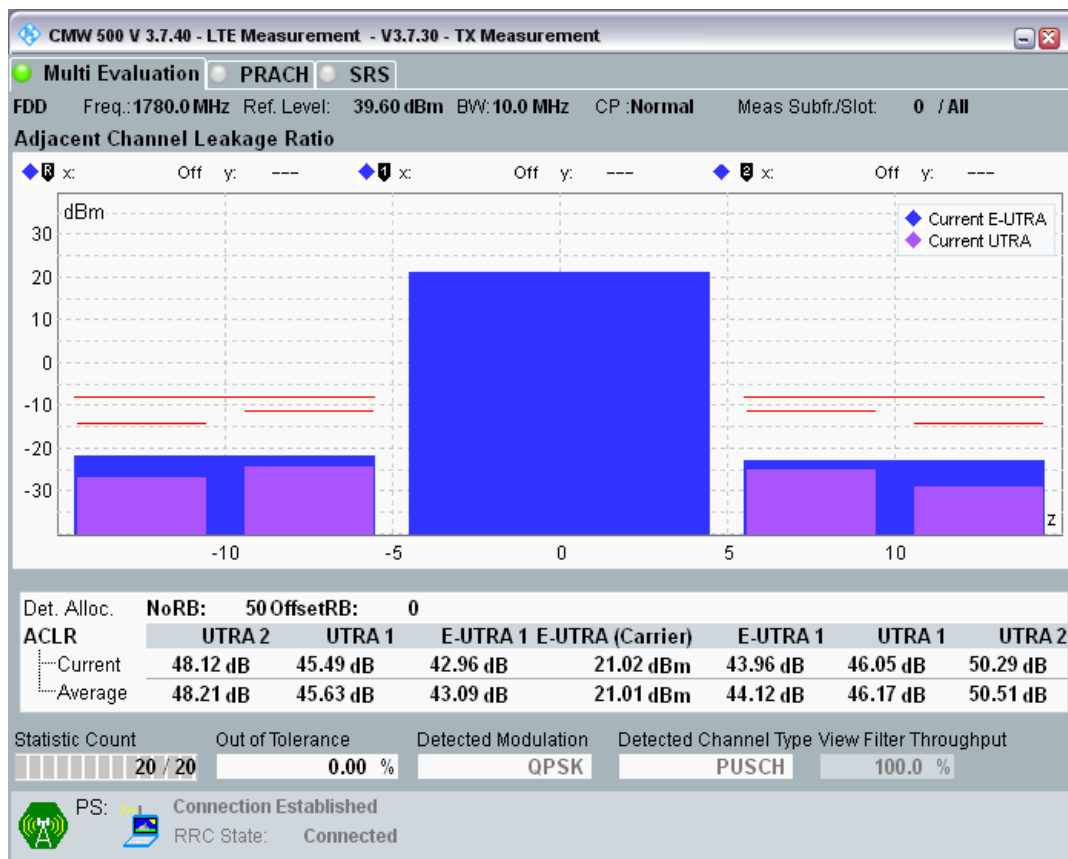 CMW 500 V 3.7.40 - LTE Measurement - V3.7.30 - TX Measurement
Multi Evaluation PRACH SRS
FDD Freq.:1780.0 MHz Ref. Level: 39.60 dBm BW:10.0 MHz CP :Normal Meas Subfr./Slot: 0 / All
Adjacent Channel Leakage Ratio
R x: Off y: --- 1 x: Off y: --- 2 x: Off y: ---
dBm
Current E-UTRA
Current UTRA
30
20
10
0
-10
-20
-30
z
-10 -5 0 5 10
Det. Alloc. NoRB: 50 OffsetRB: 0
ACLR UTRA 2 UTRA 1 E-UTRA 1 E-UTRA (Carrier) E-UTRA 1 UTRA 1 UTRA 2
Current 48.12 dB 45.49 dB 42.96 dB 21.02 dBm 43.96 dB 46.05 dB 50.29 dB
Average 48.21 dB 45.63 dB 43.09 dB 21.01 dBm 44.12 dB 46.17 dB 50.51 dB
Statistic Count Out of Tolerance Detected Modulation Detected Channel Type View Filter Throughput
20 / 20 0.00 % QPSK PUSCH 100.0 %
PS: Connection Established
RRC State: Connected